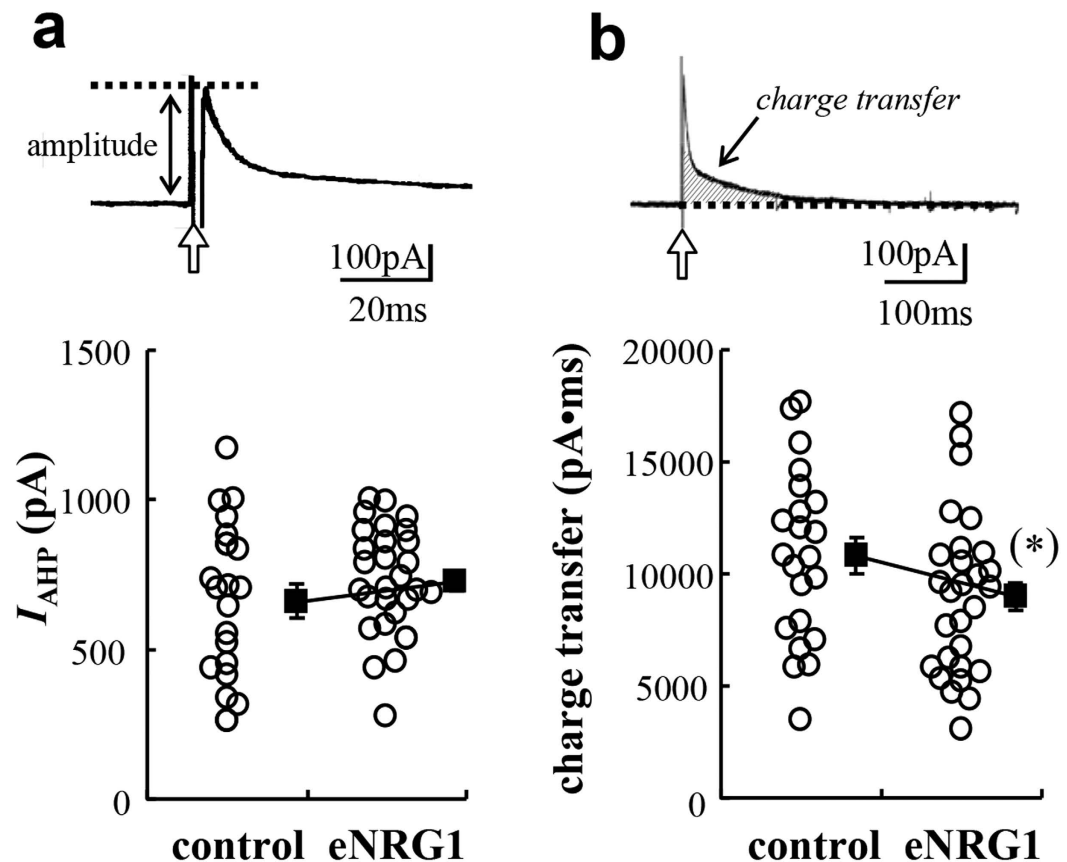 a
amplitude
100pA
20ms
1500
1000
500
0
I AHP (pA)
control eNRG1
b
charge transfer
100pA
100ms
20000
15000
10000
5000
0
charge transfer (pA•ms)
(*)
control eNRG1